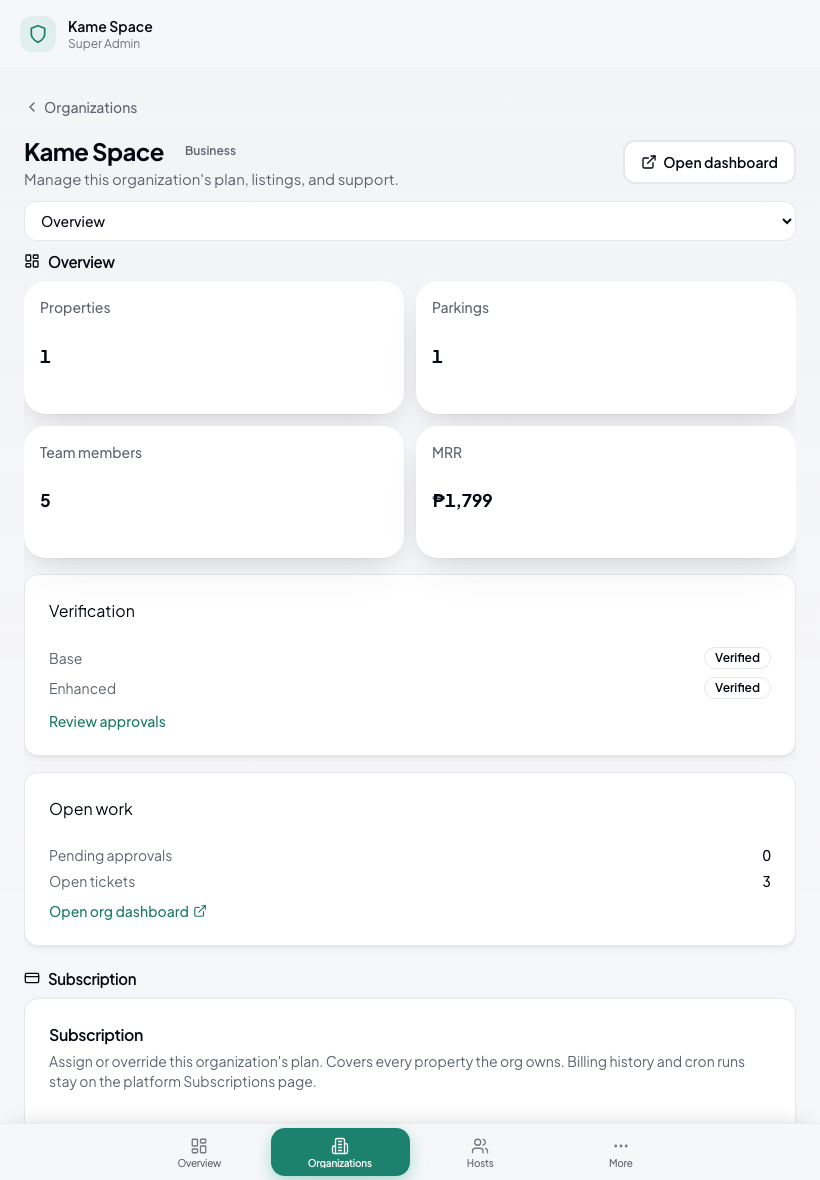 Kame Space
Super Admin
Organizations
Kame Space
Business
Manage this organization's plan, listings, and support.
Open dashboard
Overview
Overview
Properties
1
Parkings
1
Team members
5
MRR
₱1,799
Verification
Base
Verified
Enhanced
Verified
Review approvals
Open work
Pending approvals
0
Open tickets
3
Open org dashboard
Subscription
Subscription
Assign or override this organization's plan. Covers every property the org owns. Billing history and cron runs
stay on the platform Subscriptions page.
Overview
Organizations
Hosts
More